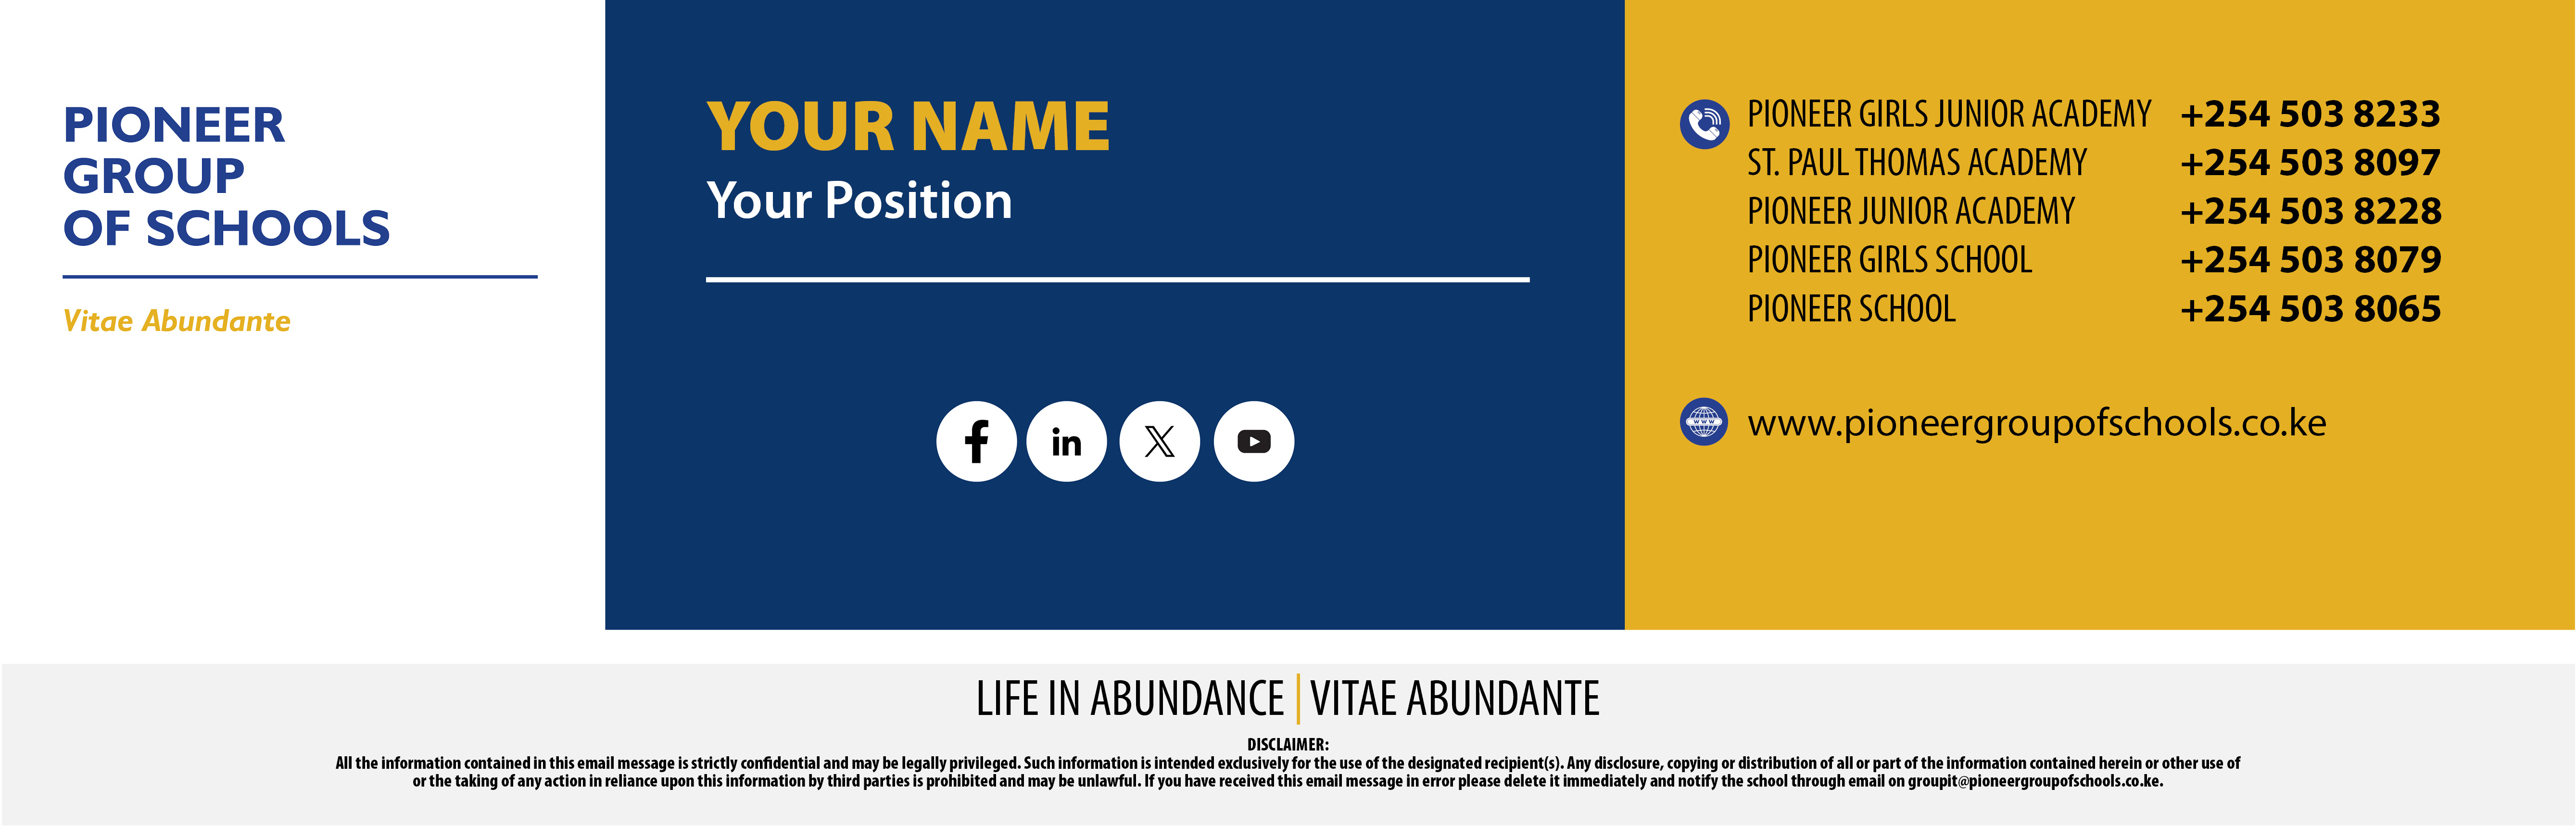 PIONEER
GROUP
OF SCHOOLS
Vitae Abundante
YOUR NAME
Your Position
f
in
X
PIONEER GIRLS JUNIOR ACADEMY +254 503 8233
ST. PAUL THOMAS ACADEMY +254 503 8097
PIONEER JUNIOR ACADEMY +254 503 8228
PIONEER GIRLS SCHOOL +254 503 8079
PIONEER SCHOOL +254 503 8065
WWW
www.pioneergroupofschools.co.ke
LIFE IN ABUNDANCE | VITAE ABUNDANTE
DISCLAIMER:
All the information contained in this email message is strictly confidential and may be legally privileged. Such information is intended exclusively for the use of the designated recipient(s). Any disclosure, copying or distribution of all or part of the information contained herein or other use of
or the taking of any action in reliance upon this information by third parties is prohibited and may be unlawful. If you have received this email message in error please delete it immediately and notify the school through email on groupit@pioneergroupofschools.co.ke.